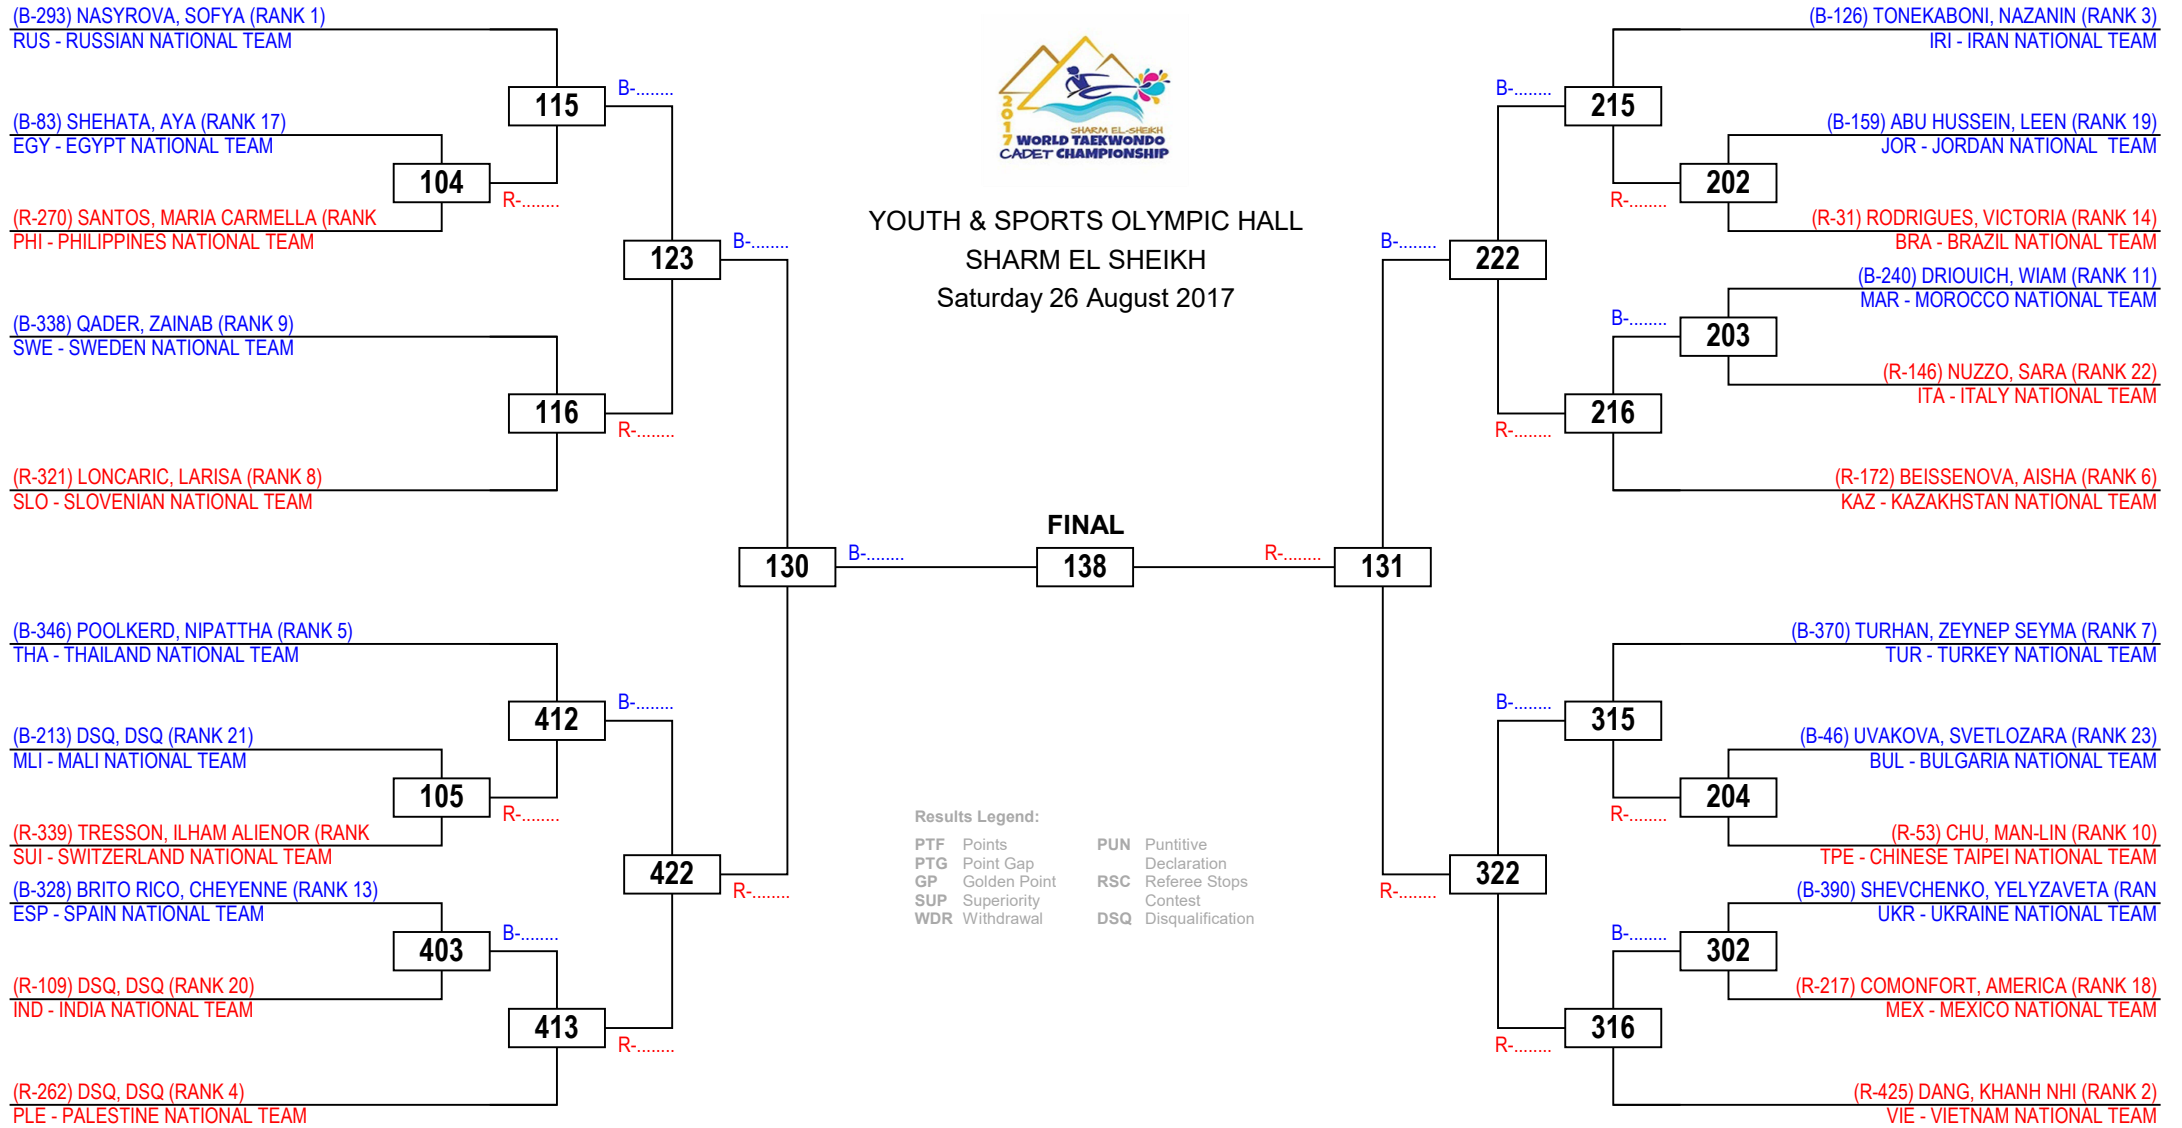 (B-293) NASYROVA, SOFYA (RANK 1)
RUS - RUSSIAN NATIONAL TEAM
(B-83) SHEHATA, AYA (RANK 17)
EGY - EGYPT NATIONAL TEAM
(R-270) SANTOS, MARIA CARMELLA (RANK
PHI - PHILIPPINES NATIONAL TEAM
(B-338) QADER, ZAINAB (RANK 9)
SWE - SWEDEN NATIONAL TEAM
(R-321) LONCARIC, LARISA (RANK 8)
SLO - SLOVENIAN NATIONAL TEAM
(B-346) POOLKERD, NIPATTHA (RANK 5)
THA - THAILAND NATIONAL TEAM
(B-213) DSQ, DSQ (RANK 21)
MLI - MALI NATIONAL TEAM
(R-339) TRESSON, ILHAM ALIENOR (RANK
SUI - SWITZERLAND NATIONAL TEAM
(B-328) BRITO RICO, CHEYENNE (RANK 13)
ESP - SPAIN NATIONAL TEAM
(R-109) DSQ, DSQ (RANK 20)
IND - INDIA NATIONAL TEAM
(R-262) DSQ, DSQ (RANK 4)
PLE - PALESTINE NATIONAL TEAM
104
R-........
105
R-........
403
B-........
115
B-........
116
R-........
412
B-........
413
R-........
123
B-........
422
R-........
130
B-........
2017
SHARM EL-SHEIKH
WORLD TAEKWONDO
CADET CHAMPIONSHIP
YOUTH & SPORTS OLYMPIC HALL
SHARM EL SHEIKH
Saturday 26 August 2017
FINAL
138
Results Legend:
PTF Points
PTG Point Gap
GP Golden Point
SUP Superiority
WDR Withdrawal
PUN Puntitive
Declaration
RSC Referee Stops
Contest
DSQ Disqualification
R-........
131
B-........
222
R-........
322
B-........
215
R-........
216
B-........
315
R-........
316
R-........
202
B-........
203
R-........
204
B-........
302
(B-126) TONEKABONI, NAZANIN (RANK 3)
IRI - IRAN NATIONAL TEAM
(B-159) ABU HUSSEIN, LEEN (RANK 19)
JOR - JORDAN NATIONAL TEAM
(R-31) RODRIGUES, VICTORIA (RANK 14)
BRA - BRAZIL NATIONAL TEAM
(B-240) DRIOUICH, WIAM (RANK 11)
MAR - MOROCCO NATIONAL TEAM
(R-146) NUZZO, SARA (RANK 22)
ITA - ITALY NATIONAL TEAM
(R-172) BEISSENOVA, AISHA (RANK 6)
KAZ - KAZAKHSTAN NATIONAL TEAM
(B-370) TURHAN, ZEYNEP SEYMA (RANK 7)
TUR - TURKEY NATIONAL TEAM
(B-46) UVAKOVA, SVETLOZARA (RANK 23)
BUL - BULGARIA NATIONAL TEAM
(R-53) CHU, MAN-LIN (RANK 10)
TPE - CHINESE TAIPEI NATIONAL TEAM
(B-390) SHEVCHENKO, YELYZAVETA (RAN
UKR - UKRAINE NATIONAL TEAM
(R-217) COMONFORT, AMERICA (RANK 18)
MEX - MEXICO NATIONAL TEAM
(R-425) DANG, KHANH NHI (RANK 2)
VIE - VIETNAM NATIONAL TEAM